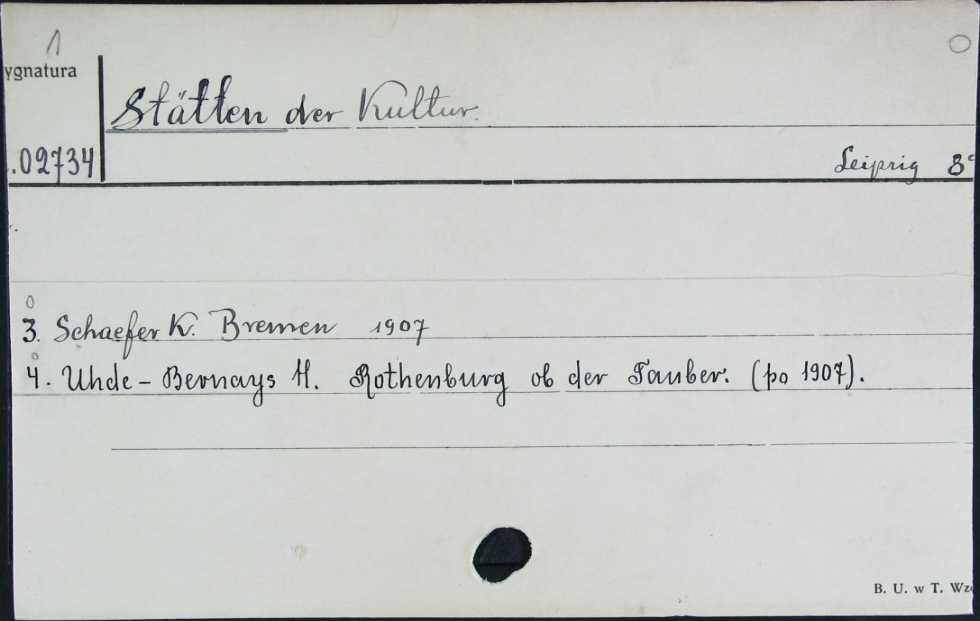 1
ygnatura
Stätten der Kultur.
.02734
Leipzig 8°
3. Schaefer K. Bremen 1907
4. Uhde-Bernays H. Rothenburg ob der Tauber. (po 1907).
B. U. w T. Wz